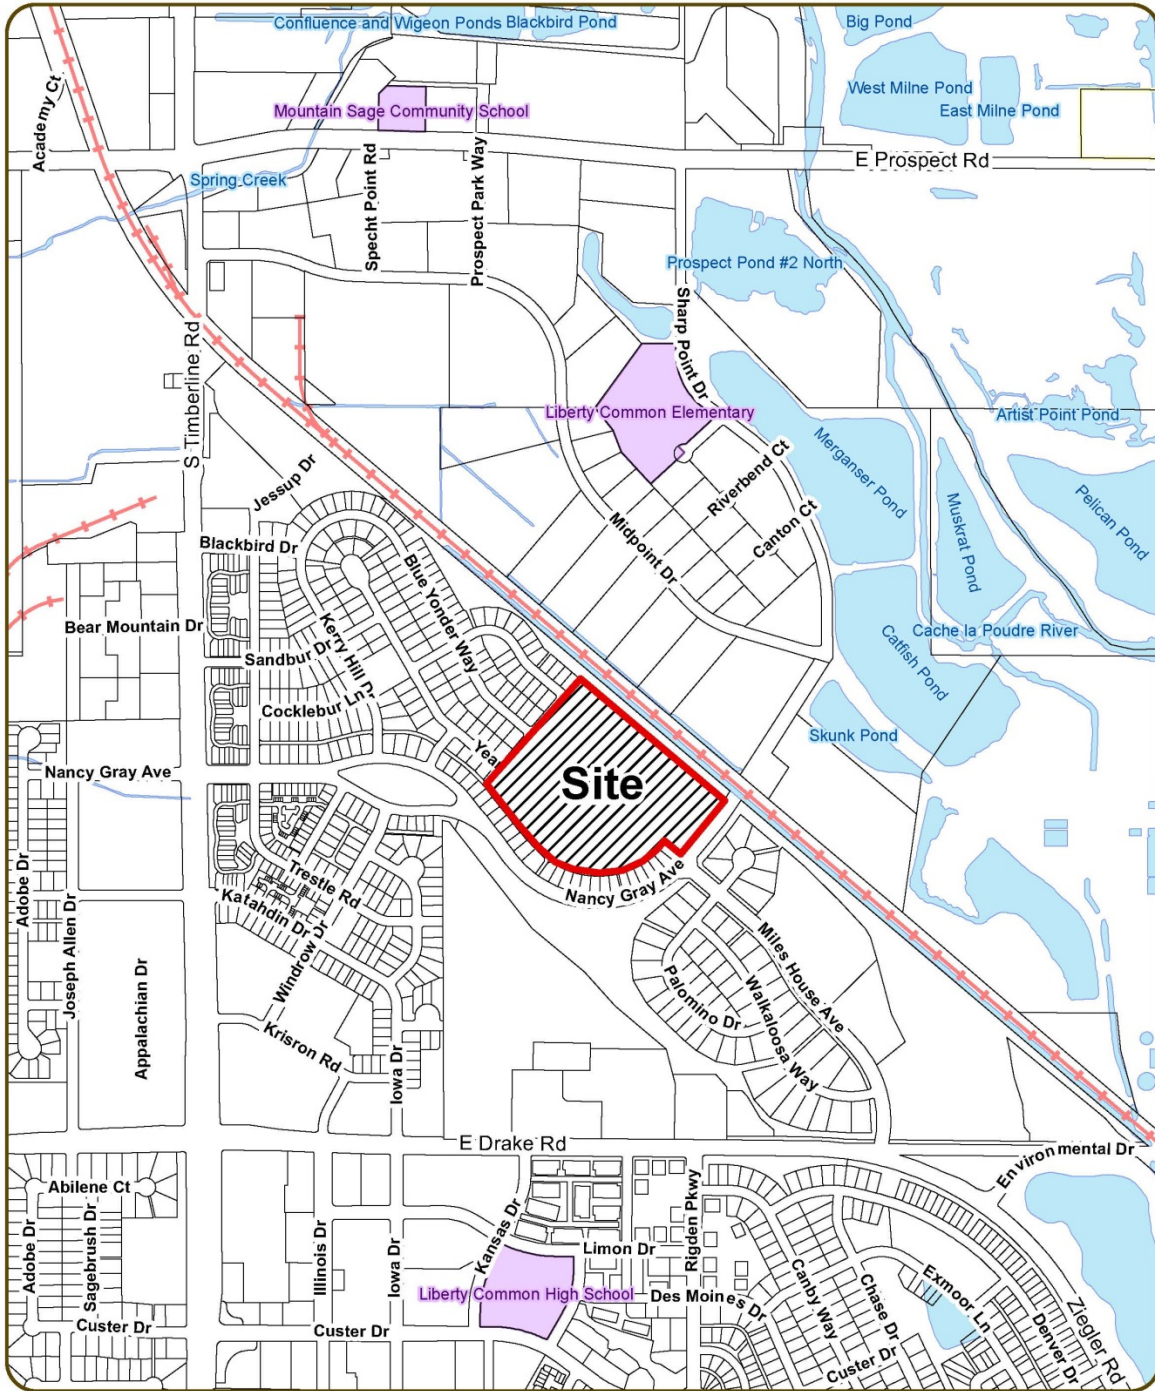 Confluence and Wigeon Ponds
Blackbird Pond
Big Pond
West Milne Pond
East Milne Pond
Academy Ct
Mountain Sage Community School
E Prospect Rd
Spring Creek
Specht Point Rd
Prospect Park Way
Prospect Pond #2 North
Sharp Point Dr
S Timberline Rd
Liberty Common Elementary
Artist Point Pond
Merganser Pond
Riverbend Ct
Canton Ct
Muskrat Pond
Pelican Pond
Jessup Dr
Midpoint Dr
Blackbird Dr
Blue Yonder Way
Bear Mountain Dr
Kerry Hill Dr
Sandbur Dr
Cache la Poudre River
Catfish Pond
Cocklebur Ln
Skunk Pond
Yea
Nancy Gray Ave
Site
Adobe Dr
Joseph Allen Dr
Trestle Rd
Katahdin Dr
Nancy Gray Ave
Windrow Dr
Appalachian Dr
Miles House Ave
Palomino Dr
Walkaloosa Way
Krisron Rd
Iowa Dr
E Drake Rd
Environmental Dr
Abilene Ct
Adobe Dr
Sagebrush Dr
Illinois Dr
Iowa Dr
Kansas Dr
Limon Dr
Rigden Pkwy
Liberty Common High School
Des Moines Dr
Canby Way
Chase Dr
Exmoor Ln
Denver Dr
Ziegler Rd
Custer Dr
Custer Dr
Custer Dr